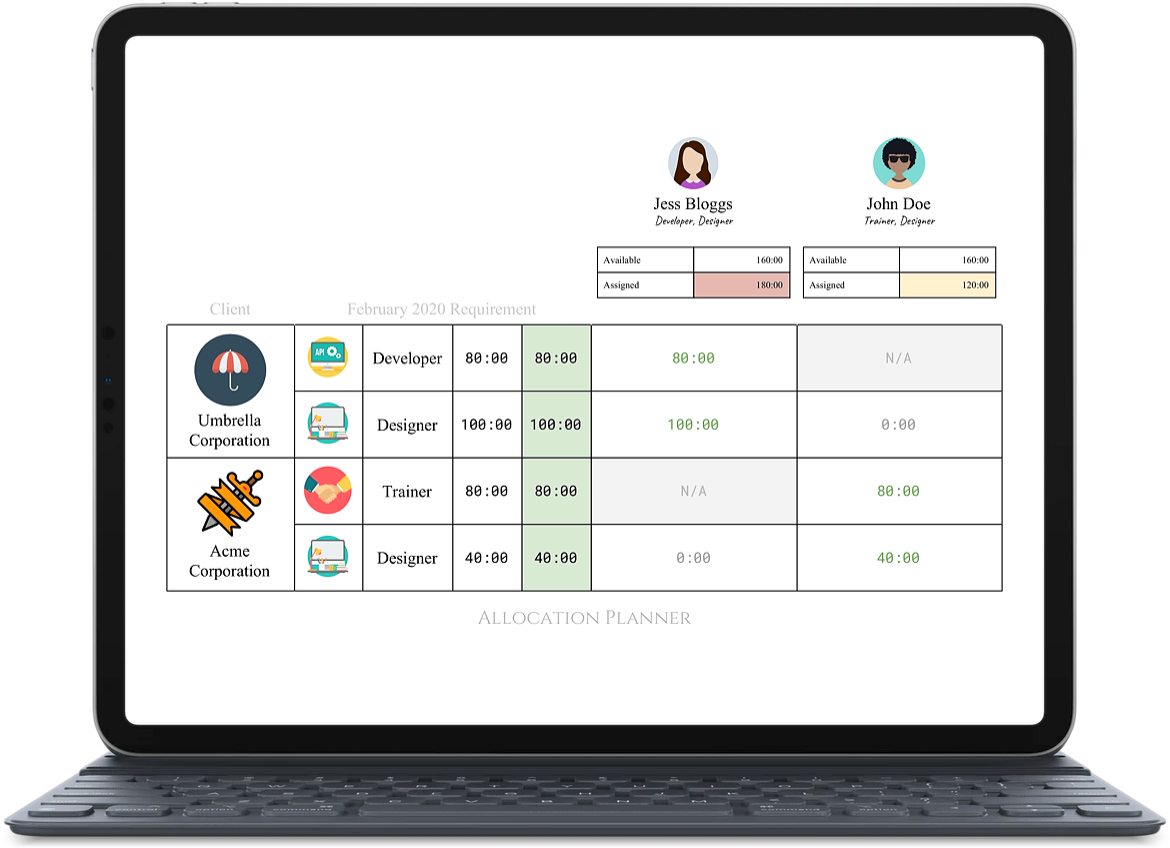 Jess Bloggs
Developer, Designer
John Doe
Trainer, Designer
Available 160:00
Assigned 180:00
Available 160:00
Assigned 120:00
Client
February 2020 Requirement
API
Developer 80:00 80:00 80:00 N/A
Umbrella
Corporation
Designer 100:00 100:00 100:00 0:00
Trainer 80:00 80:00 N/A 80:00
Acme
Corporation
Designer 40:00 40:00 0:00 40:00
ALLOCATION PLANNER